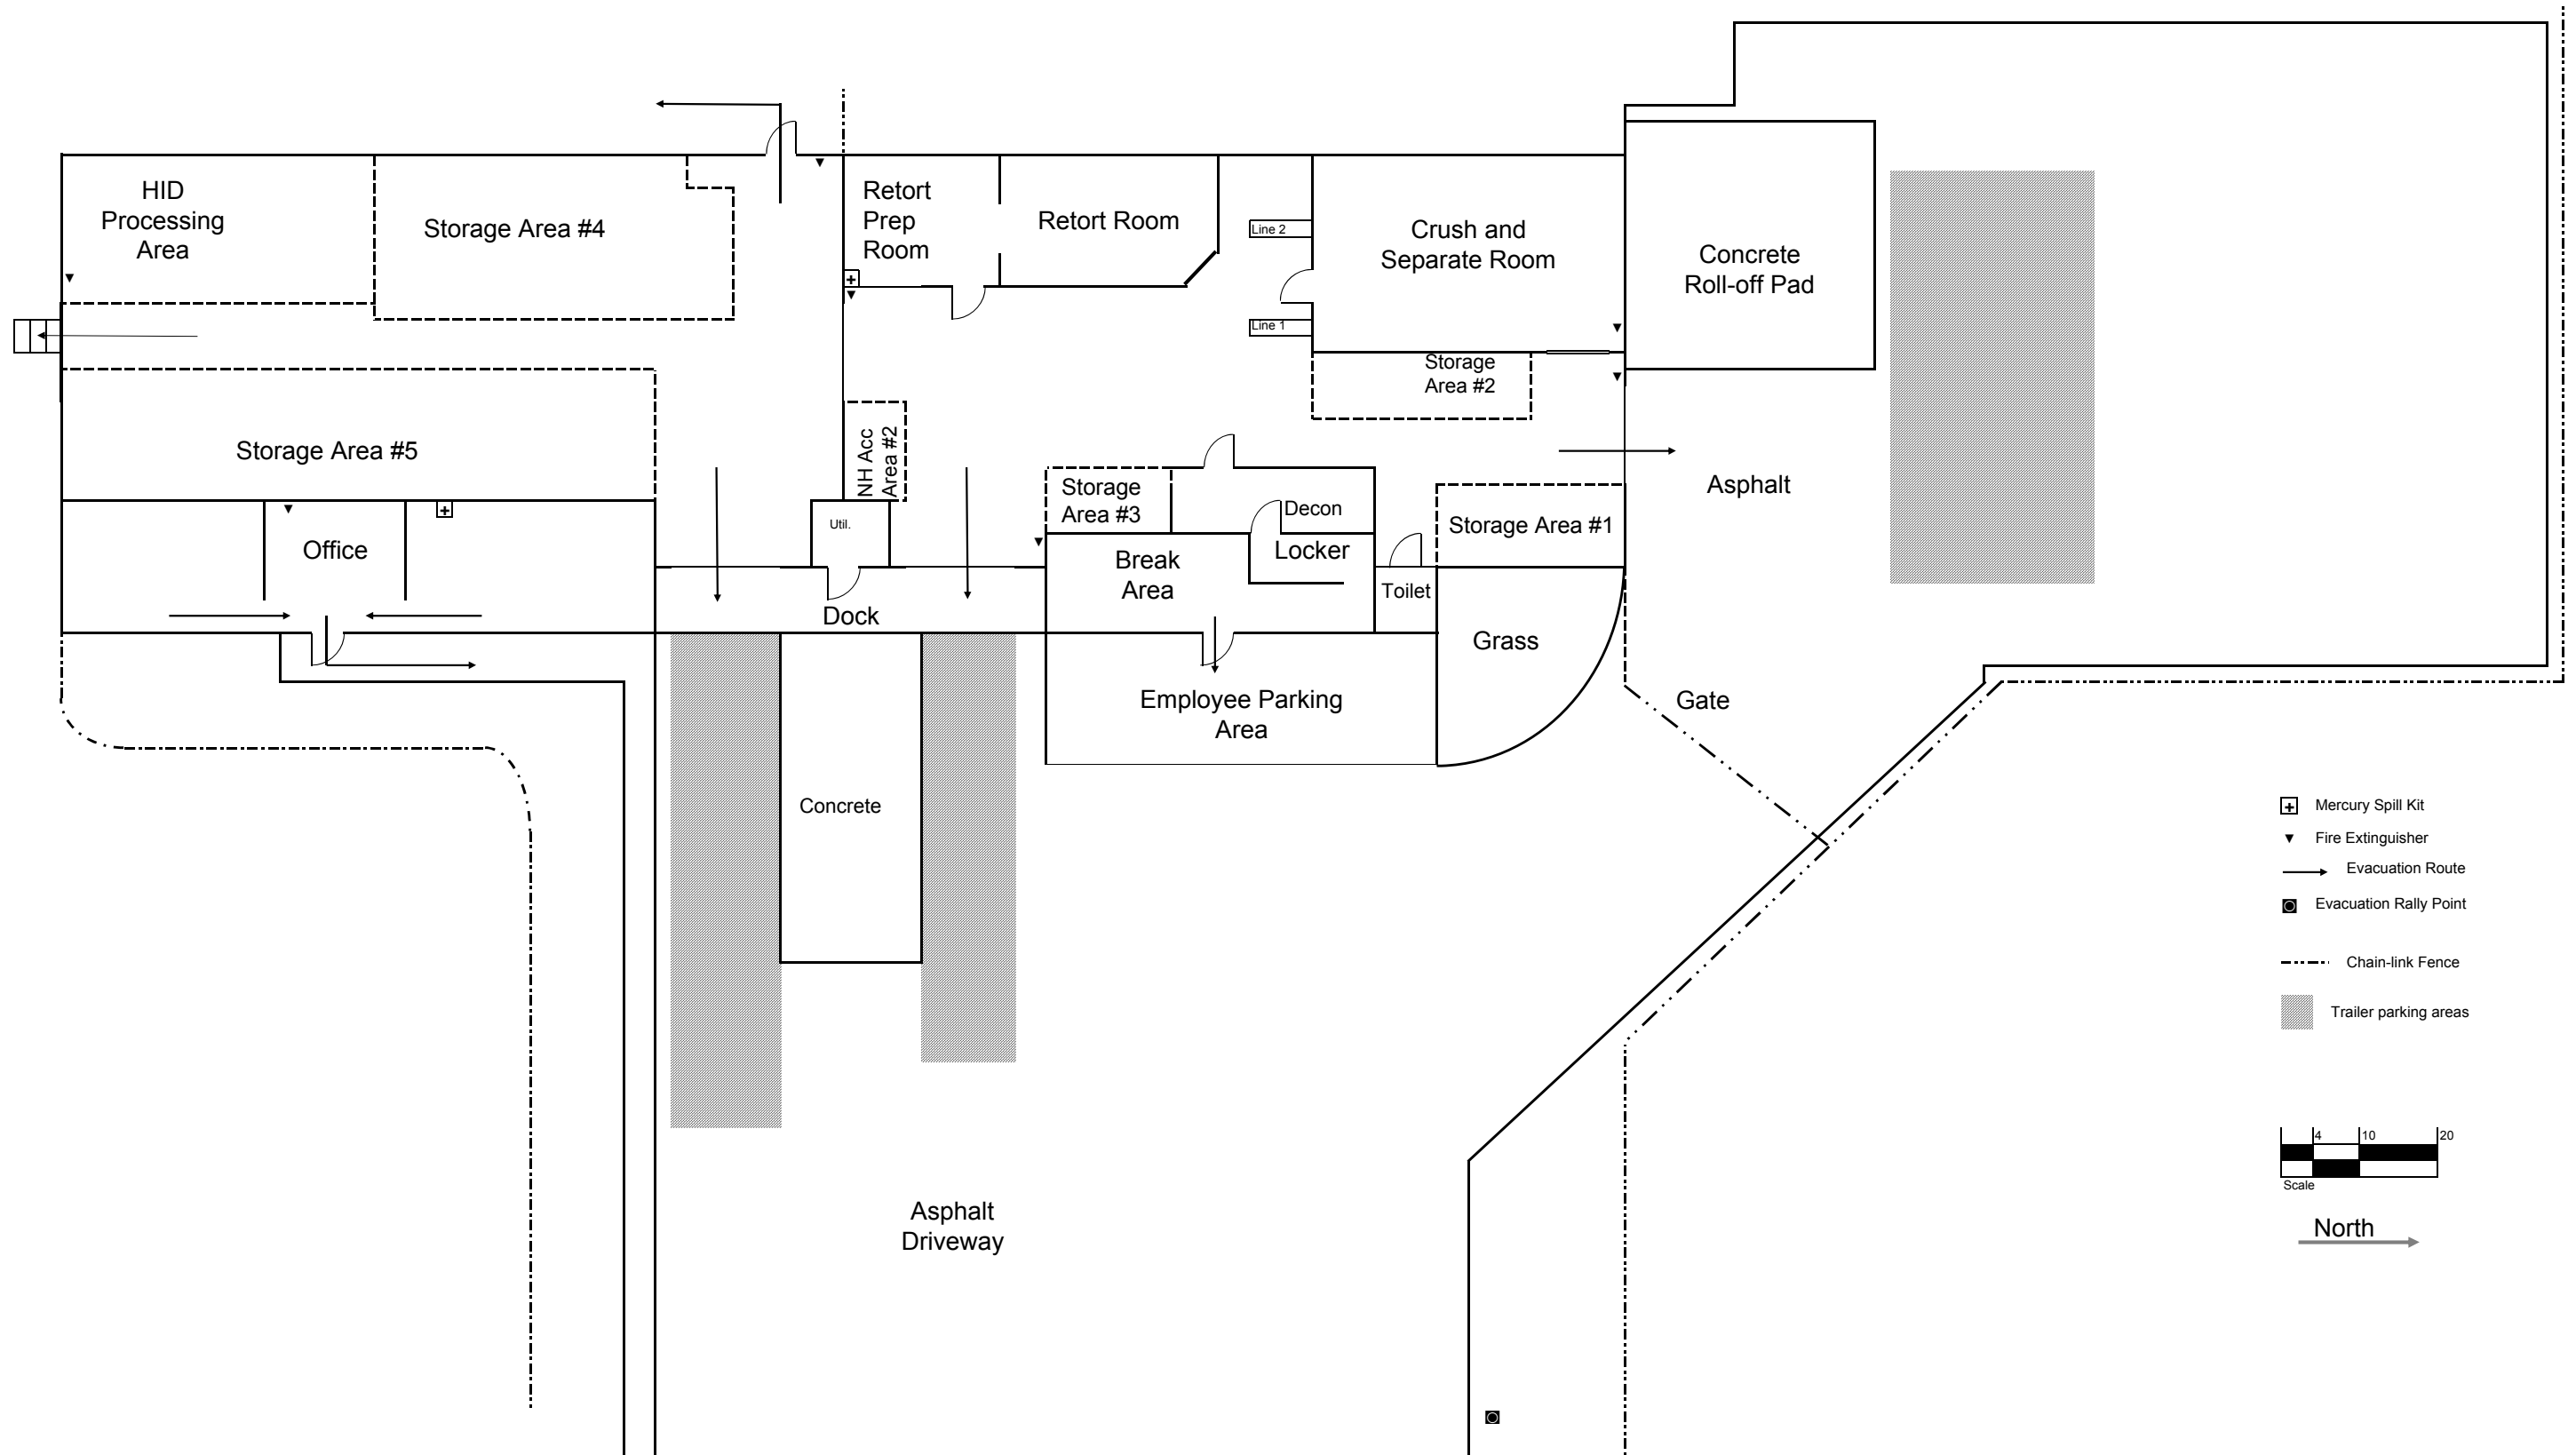 HID
Processing
Area
Storage Area #4
Retort
Prep
Room
Retort Room
Line 2
Line 1
Crush and
Separate Room
Concrete
Roll-off Pad
Storage
Area #2
Storage Area #5
NH Acc
Area #2
Storage
Area #3
Decon
Storage Area #1
Asphalt
Office
Util.
Break
Area
Locker
Toilet
Dock
Grass
Employee Parking
Area
Gate
Concrete
Mercury Spill Kit
Fire Extinguisher
Evacuation Route
Evacuation Rally Point
Chain-link Fence
Trailer parking areas
4 10 20
Scale
North
Asphalt
Driveway